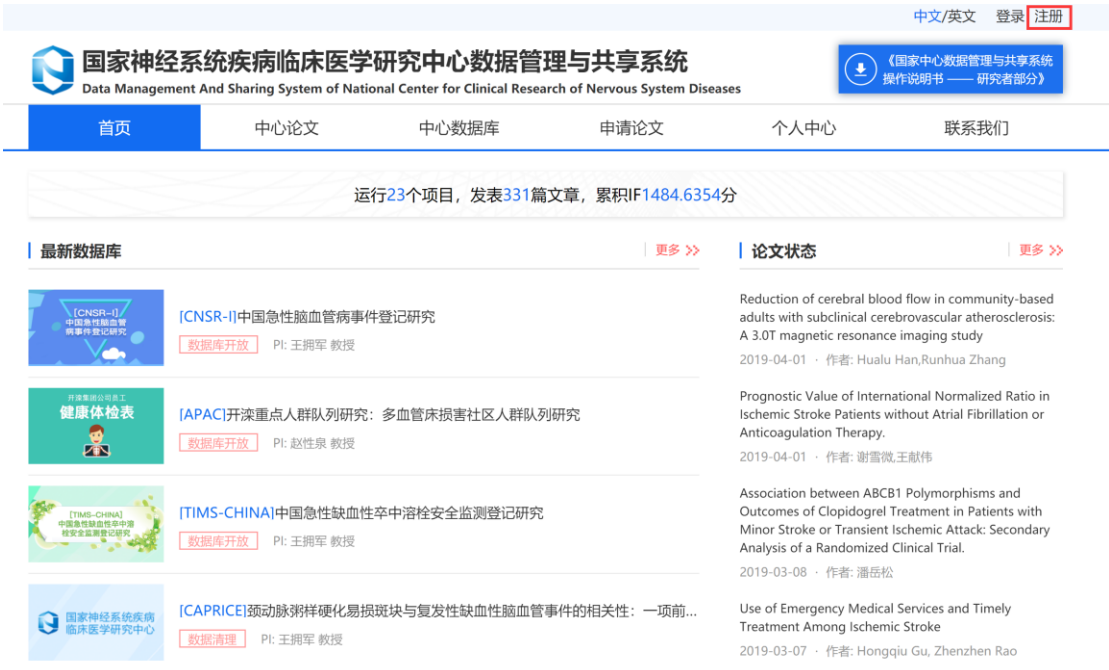 中文/英文 登录 注册
国家神经系统疾病临床医学研究中心数据管理与共享系统
Data Management And Sharing System of National Center for Clinical Research of Nervous System Diseases
《国家中心数据管理与共享系统
操作说明书 —— 研究者部分》
首页 中心论文 中心数据库 申请论文 个人中心 联系我们
运行23个项目，发表331篇文章，累积IF1484.6354分
最新数据库 更多 >>
[CNSR-I]
中国急性脑血管
病事件登记研究
[CNSR-I]中国急性脑血管病事件登记研究
数据库开放 PI: 王拥军 教授
开滦集团公司员工
健康体检表
[APAC]开滦重点人群队列研究：多血管床损害社区人群队列研究
数据库开放 PI: 赵性泉 教授
[TIMS-CHINA]
中国急性缺血性卒中溶
栓安全监测登记研究
[TIMS-CHINA]中国急性缺血性卒中溶栓安全监测登记研究
数据库开放 PI: 王拥军 教授
国家神经系统疾病
临床医学研究中心
[CAPRICE]颈动脉粥样硬化易损斑块与复发性缺血性脑血管事件的相关性：一项前...
数据清理 PI: 王拥军 教授
论文状态 更多 >>
Reduction of cerebral blood flow in community-based
adults with subclinical cerebrovascular atherosclerosis:
A 3.0T magnetic resonance imaging study
2019-04-01 · 作者: Hualu Han,Runhua Zhang
Prognostic Value of International Normalized Ratio in
Ischemic Stroke Patients without Atrial Fibrillation or
Anticoagulation Therapy.
2019-04-01 · 作者: 谢雪微,王献伟
Association between ABCB1 Polymorphisms and
Outcomes of Clopidogrel Treatment in Patients with
Minor Stroke or Transient Ischemic Attack: Secondary
Analysis of a Randomized Clinical Trial.
2019-03-08 · 作者: 潘岳松
Use of Emergency Medical Services and Timely
Treatment Among Ischemic Stroke
2019-03-07 · 作者: Hongqiu Gu, Zhenzhen Rao